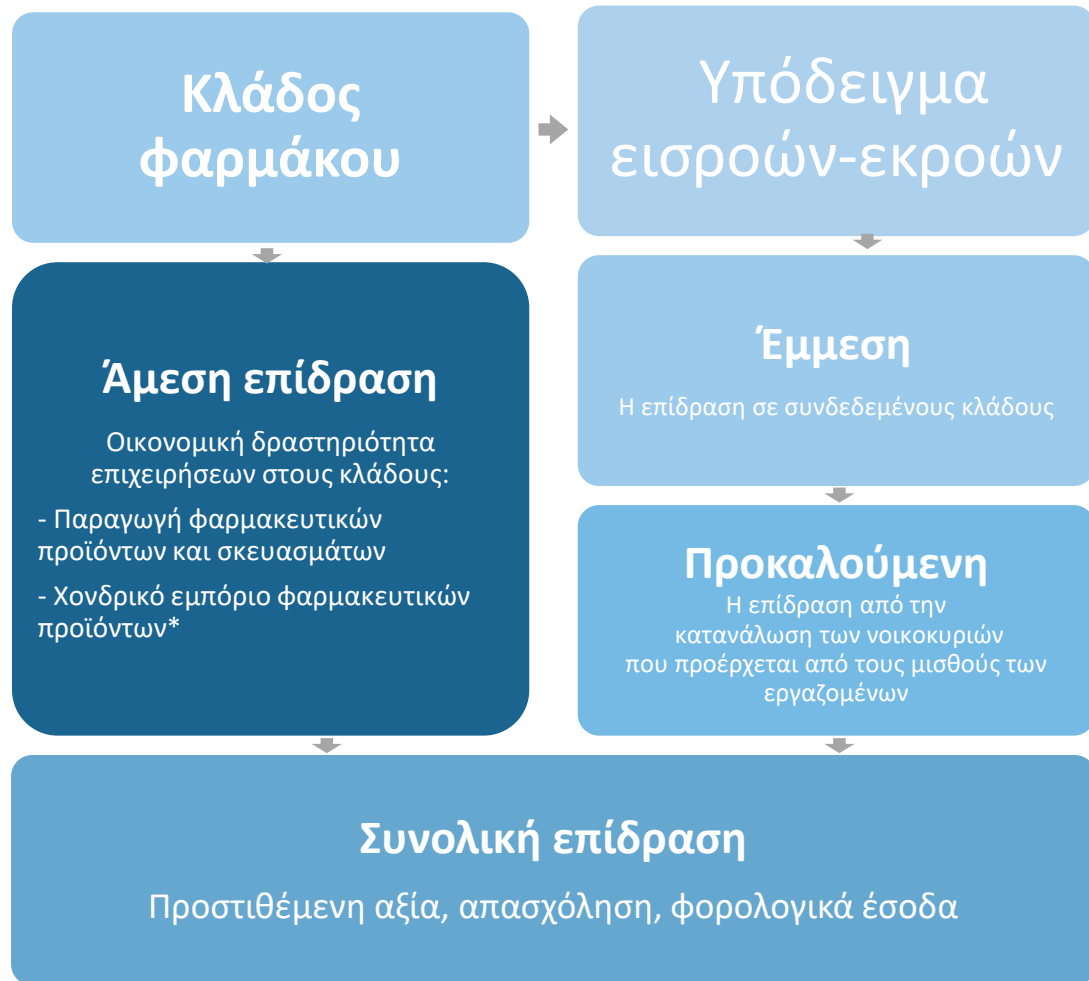 Κλάδος
φαρμάκου
Υπόδειγμα
εισροών-εκροών
Άμεση επίδραση
Οικονομική δραστηριότητα
επιχειρήσεων στους κλάδους:
- Παραγωγή φαρμακευτικών
προϊόντων και σκευασμάτων
- Χονδρικό εμπόριο φαρμακευτικών
προϊόντων*
Έμμεση
Η επίδραση σε συνδεδεμένους κλάδους
Προκαλούμενη
Η επίδραση από την
κατανάλωση των νοικοκυριών
που προέρχεται από τους μισθούς των
εργαζομένων
Συνολική επίδραση
Προστιθέμενη αξία, απασχόληση, φορολογικά έσοδα